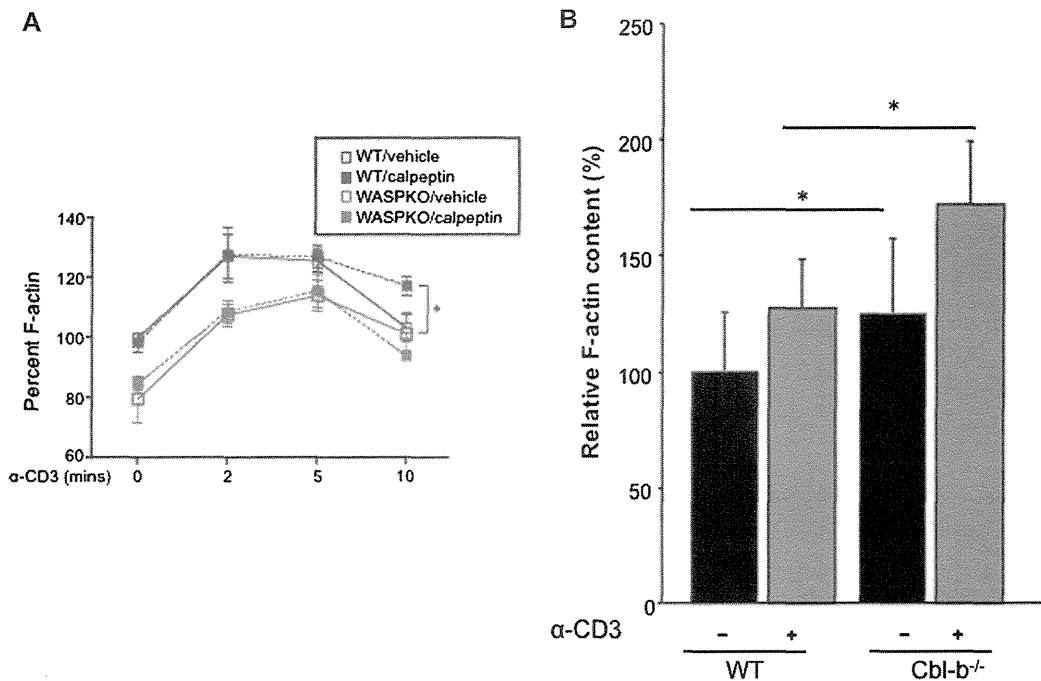 A
WT/vehicle
WT/calpeptin
WASPKO/vehicle
WASPKO/calpeptin
Percent F-actin
140
120
100
80
60
*
α-CD3 (mins) 0 2 5 10
B
Relative F-actin content (%)
250
200
150
100
50
0
*
*
α-CD3 - + - +
WT Cbl-b-/-